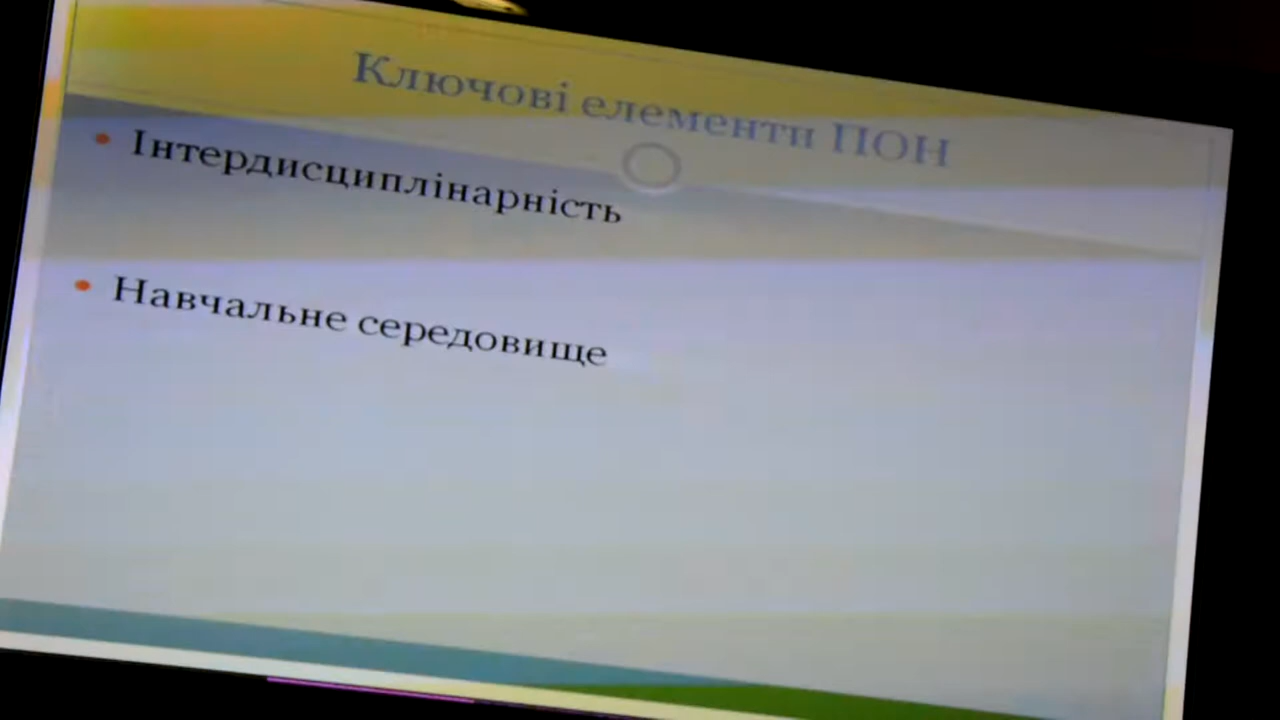 Ключові елементи ПОН
Інтердисциплінарність
Навчальне середовище